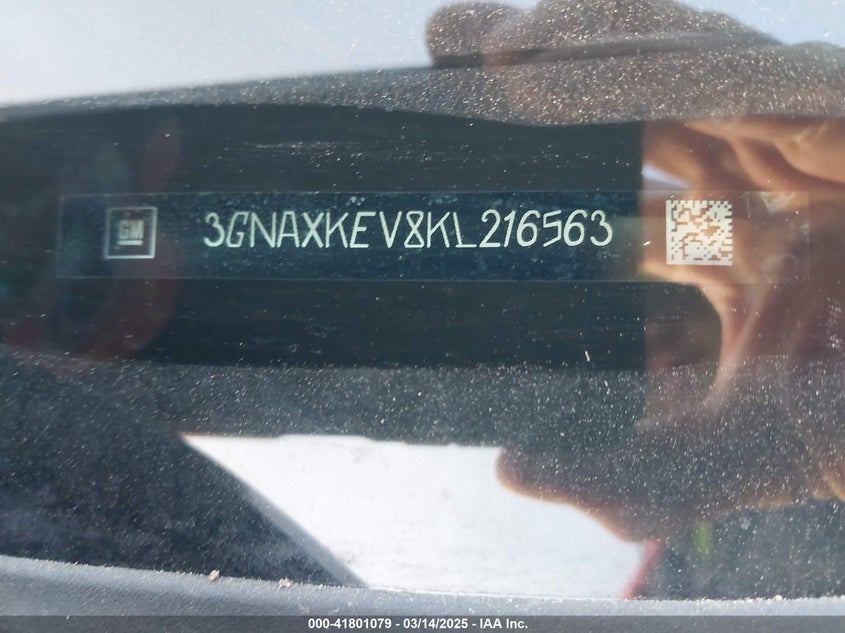 GM
3GNAXKEV8KL216563
000-41801079 - 03/14/2025 - IAA Inc.